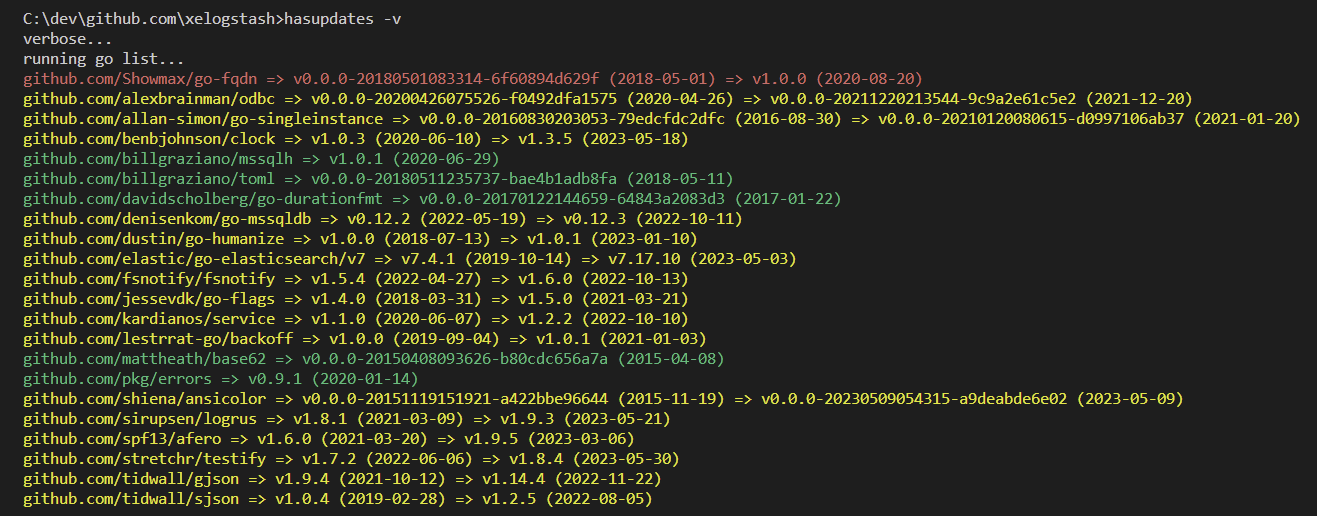 C:\dev\github.com\xelogstash>hasupdates -v
verbose...
running go list...
github.com/Showmax/go-fqdn => v0.0.0-20180501083314-6f60894d629f (2018-05-01) => v1.0.0 (2020-08-20)
github.com/alexbrainman/odbc => v0.0.0-20200426075526-f0492dfa1575 (2020-04-26) => v0.0.0-20211220213544-9c9a2e61c5e2 (2021-12-20)
github.com/allan-simon/go-singleinstance => v0.0.0-20160830203053-79edcfdc2dfc (2016-08-30) => v0.0.0-20210120080615-d0997106ab37 (2021-01-20)
github.com/benbjohnson/clock => v1.0.3 (2020-06-10) => v1.3.5 (2023-05-18)
github.com/billgraziano/mssqlh => v1.0.1 (2020-06-29)
github.com/billgraziano/toml => v0.0.0-20180511235737-bae4b1adb8fa (2018-05-11)
github.com/davidscholberg/go-durationfmt => v0.0.0-20170122144659-64843a2083d3 (2017-01-22)
github.com/denisenkom/go-mssqldb => v0.12.2 (2022-05-19) => v0.12.3 (2022-10-11)
github.com/dustin/go-humanize => v1.0.0 (2018-07-13) => v1.0.1 (2023-01-10)
github.com/elastic/go-elasticsearch/v7 => v7.4.1 (2019-10-14) => v7.17.10 (2023-05-03)
github.com/fsnotify/fsnotify => v1.5.4 (2022-04-27) => v1.6.0 (2022-10-13)
github.com/jessevdk/go-flags => v1.4.0 (2018-03-31) => v1.5.0 (2021-03-21)
github.com/kardianos/service => v1.1.0 (2020-06-07) => v1.2.2 (2022-10-10)
github.com/lestrrat-go/backoff => v1.0.0 (2019-09-04) => v1.0.1 (2021-01-03)
github.com/mattheath/base62 => v0.0.0-20150408093626-b80cdc656a7a (2015-04-08)
github.com/pkg/errors => v0.9.1 (2020-01-14)
github.com/shiena/ansicolor => v0.0.0-20151119151921-a422bbe96644 (2015-11-19) => v0.0.0-20230509054315-a9deabde6e02 (2023-05-09)
github.com/sirupsen/logrus => v1.8.1 (2021-03-09) => v1.9.3 (2023-05-21)
github.com/spf13/afero => v1.6.0 (2021-03-20) => v1.9.5 (2023-03-06)
github.com/stretchr/testify => v1.7.2 (2022-06-06) => v1.8.4 (2023-05-30)
github.com/tidwall/gjson => v1.9.4 (2021-10-12) => v1.14.4 (2022-11-22)
github.com/tidwall/sjson => v1.0.4 (2019-02-28) => v1.2.5 (2022-08-05)